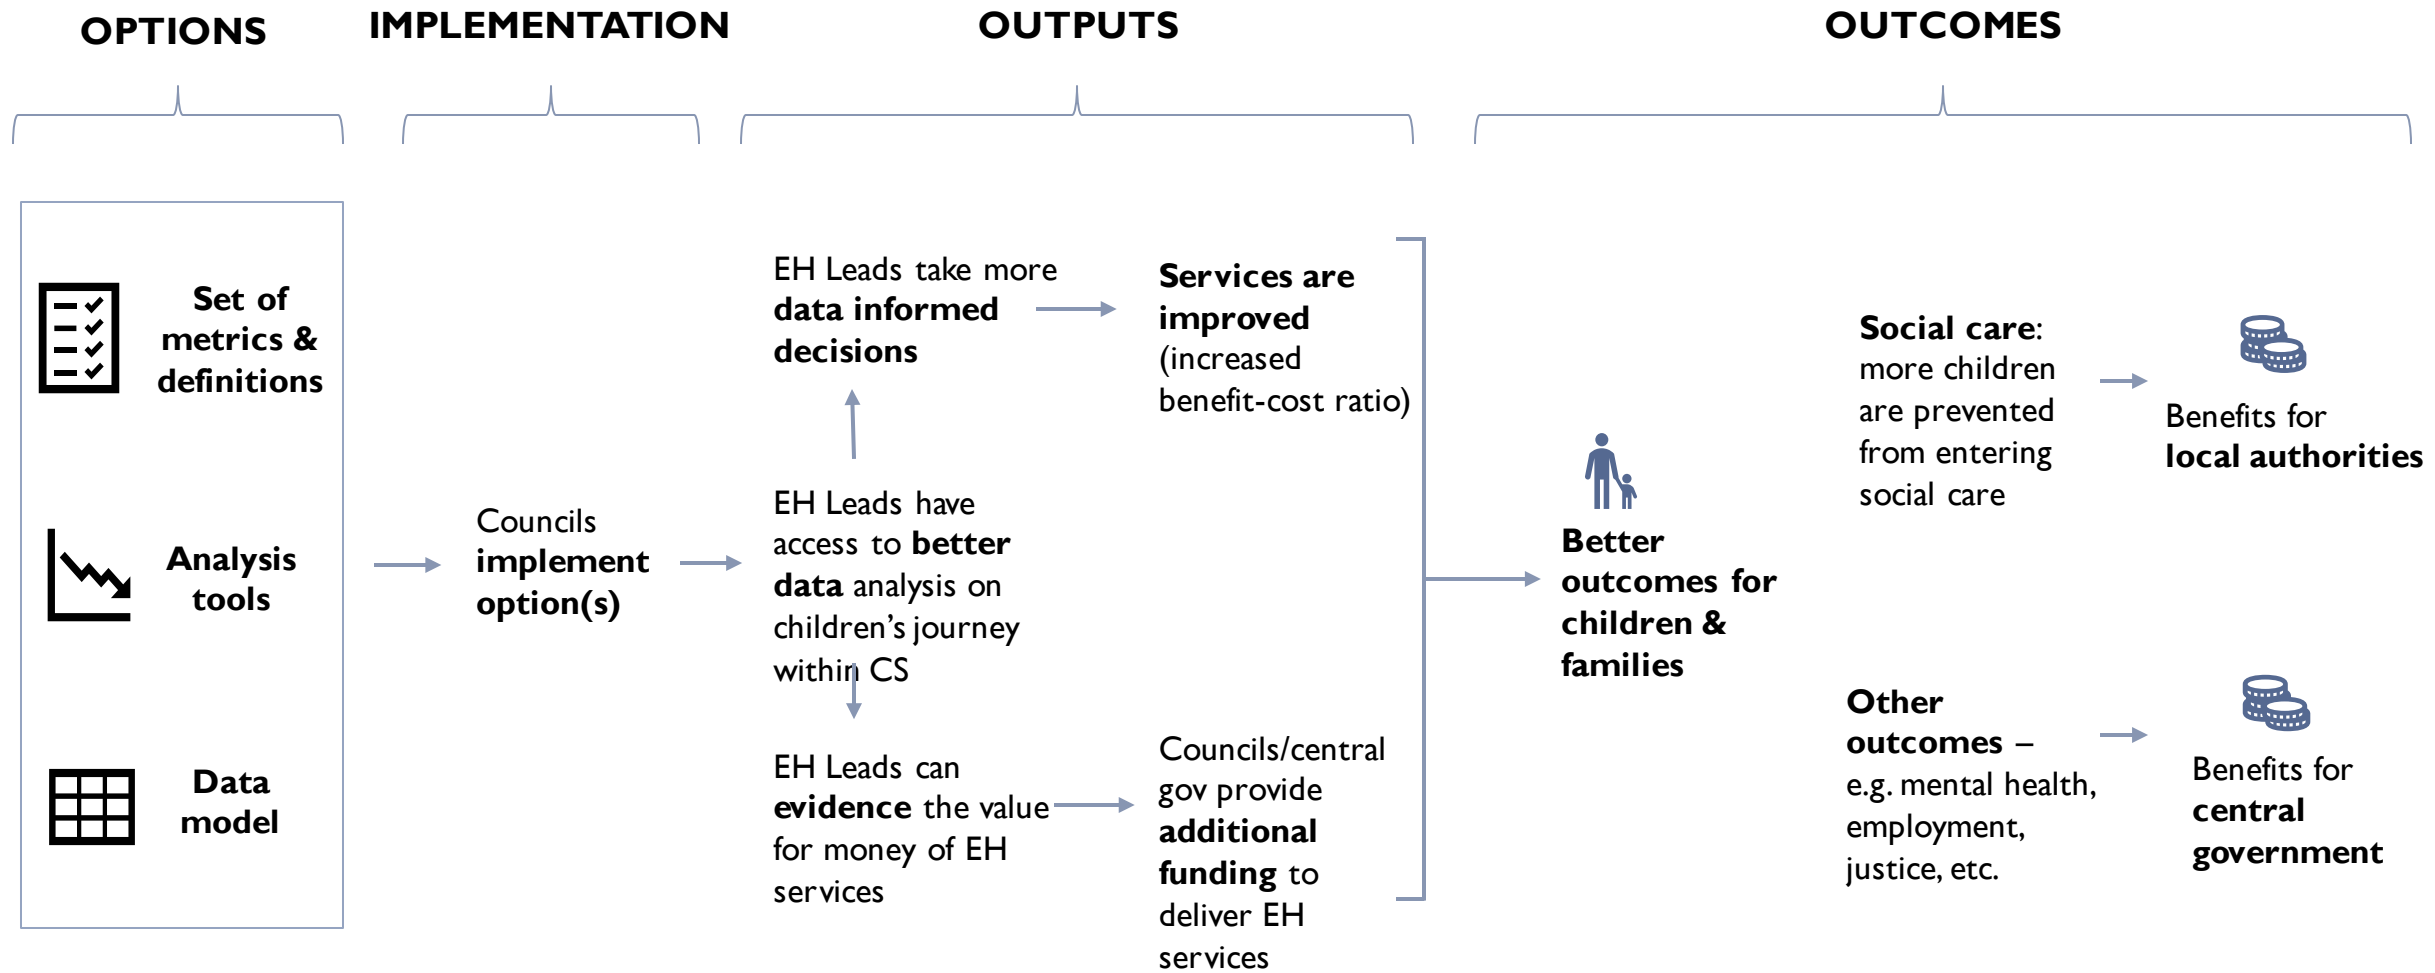 OPTIONS
IMPLEMENTATION
OUTPUTS
OUTCOMES
Set of
metrics &
definitions
Analysis
tools
Data
model
Councils
implement
option(s)
EH Leads take more
data informed
decisions
EH Leads have
access to better
data analysis on
children’s journey
within CS
EH Leads can
evidence the value
for money of EH
services
Services are
improved
(increased
benefit-cost ratio)
Councils/central
gov provide
additional
funding to
deliver EH
services
Better
outcomes for
children &
families
Social care:
more children
are prevented
from entering
social care
Benefits for
local authorities
Other
outcomes –
e.g. mental health,
employment,
justice, etc.
Benefits for
central
government